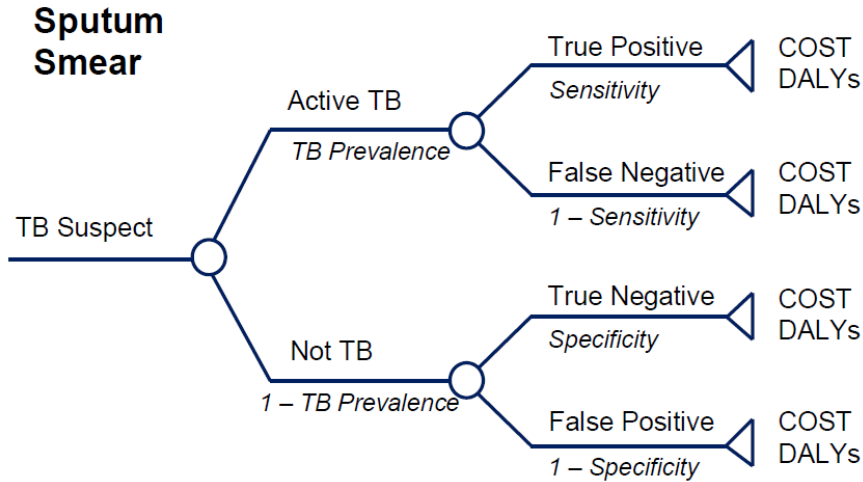 Sputum
Smear
True Positive
Sensitivity
COST
DALYs
Active TB
TB Prevalence
False Negative
1 – Sensitivity
COST
DALYs
TB Suspect
True Negative
Specificity
COST
DALYs
Not TB
1 – TB Prevalence
False Positive
1 – Specificity
COST
DALYs